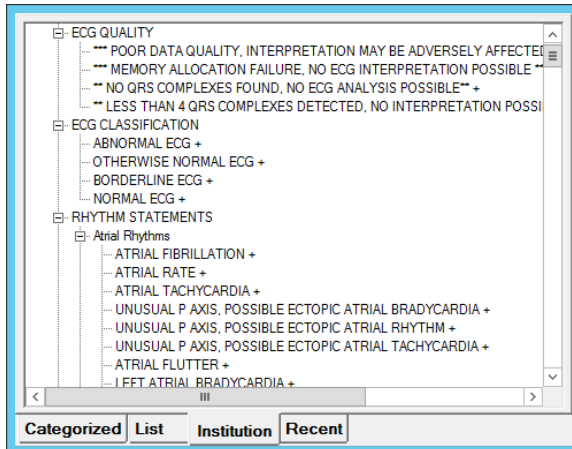 ECG QUALITY
*** POOR DATA QUALITY, INTERPRETATION MAY BE ADVERSELY AFFECTED
*** MEMORY ALLOCATION FAILURE, NO ECG INTERPRETATION POSSIBLE **
** NO QRS COMPLEXES FOUND, NO ECG ANALYSIS POSSIBLE** +
** LESS THAN 4 QRS COMPLEXES DETECTED, NO INTERPRETATION POSSI
ECG CLASSIFICATION
ABNORMAL ECG +
OTHERWISE NORMAL ECG +
BORDERLINE ECG +
NORMAL ECG +
RHYTHM STATEMENTS
Atrial Rhythms
ATRIAL FIBRILLATION +
ATRIAL RATE +
ATRIAL TACHYCARDIA +
UNUSUAL P AXIS, POSSIBLE ECTOPIC ATRIAL BRADYCARDIA +
UNUSUAL P AXIS, POSSIBLE ECTOPIC ATRIAL RHYTHM +
UNUSUAL P AXIS, POSSIBLE ECTOPIC ATRIAL TACHYCARDIA +
ATRIAL FLUTTER +
LEFT ATRIAL BRADYCARDIA +
Categorized List Institution Recent